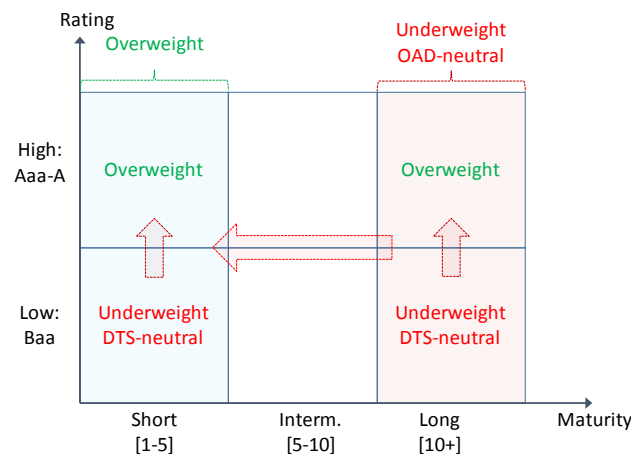 Rating
Overweight
Underweight
OAD-neutral
High:
Aaa-A
Overweight
Overweight
Low:
Baa
Underweight
DTS-neutral
Underweight
DTS-neutral
Short
[1-5]
Interm.
[5-10]
Long
[10+]
Maturity